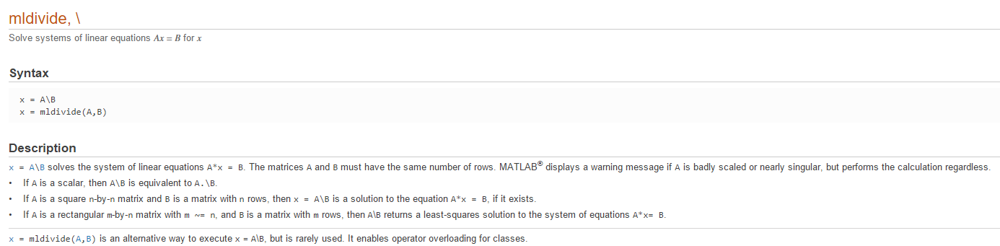 mldivide, \
Solve systems of linear equations Ax = B for x
Syntax
x = A\B
x = mldivide(A,B)
Description
x = A\B solves the system of linear equations A*x = B. The matrices A and B must have the same number of rows. MATLAB® displays a warning message if A is badly scaled or nearly singular, but performs the calculation regardless.
• If A is a scalar, then A\B is equivalent to A.\B.
• If A is a square n-by-n matrix and B is a matrix with n rows, then x = A\B is a solution to the equation A*x = B, if it exists.
• If A is a rectangular m-by-n matrix with m ~= n, and B is a matrix with m rows, then A\B returns a least-squares solution to the system of equations A*x= B.
x = mldivide(A,B) is an alternative way to execute x = A\B, but is rarely used. It enables operator overloading for classes.